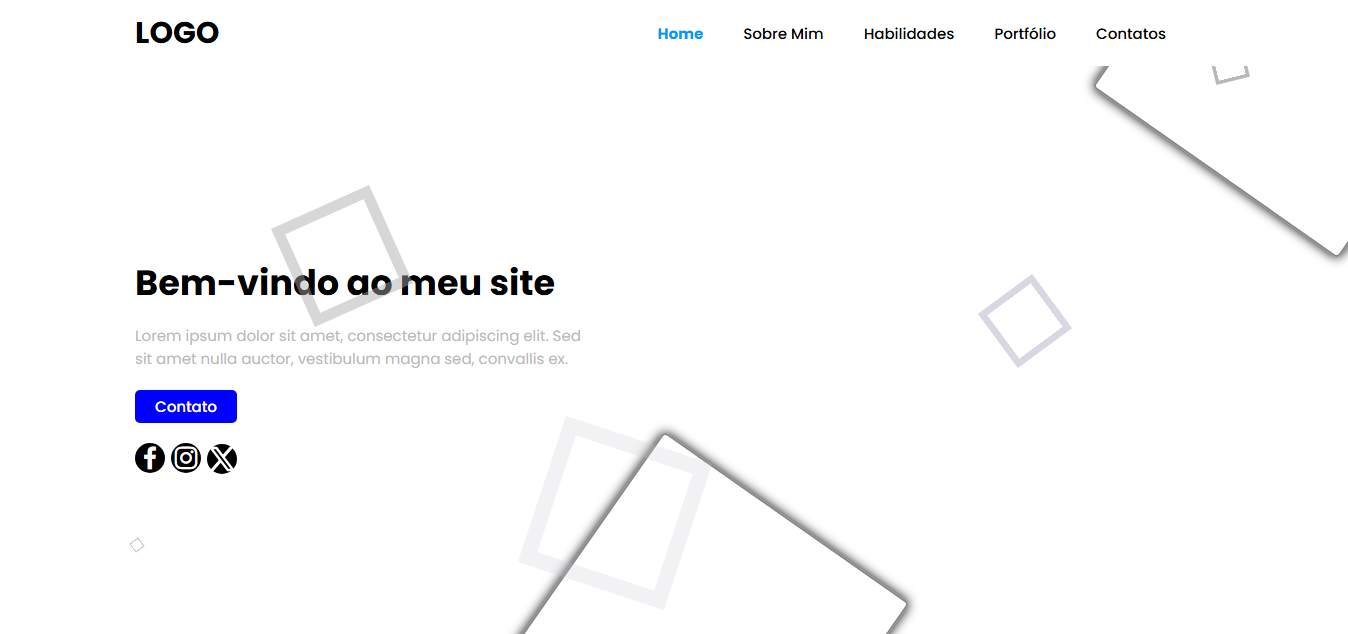 LOGO
Home Sobre Mim Habilidades Portfólio Contatos
Bem-vindo ao meu site
Lorem ipsum dolor sit amet, consectetur adipiscing elit. Sed
sit amet nulla auctor, vestibulum magna sed, convallis ex.
Contato